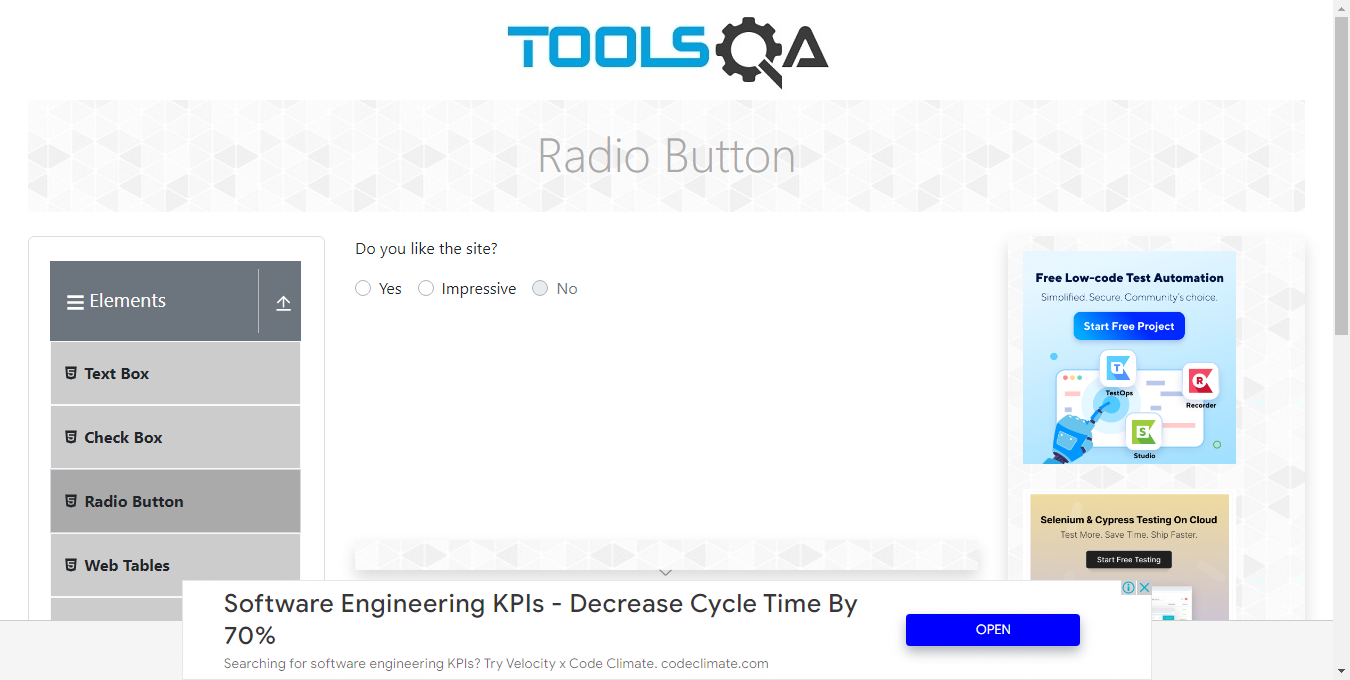 TOOLSQA
Radio Button
Elements
Text Box
Check Box
Radio Button
Web Tables
Do you like the site?
Yes
Impressive
No
Free Low-code Test Automation
Simplified. Secure. Community's choice.
Start Free Project
TestOps
Recorder
Studio
Selenium & Cypress Testing On Cloud
Test More. Save Time. Ship Faster.
Start Free Testing
Software Engineering KPIs - Decrease Cycle Time By
70%
Searching for software engineering KPIs? Try Velocity x Code Climate. codeclimate.com
OPEN